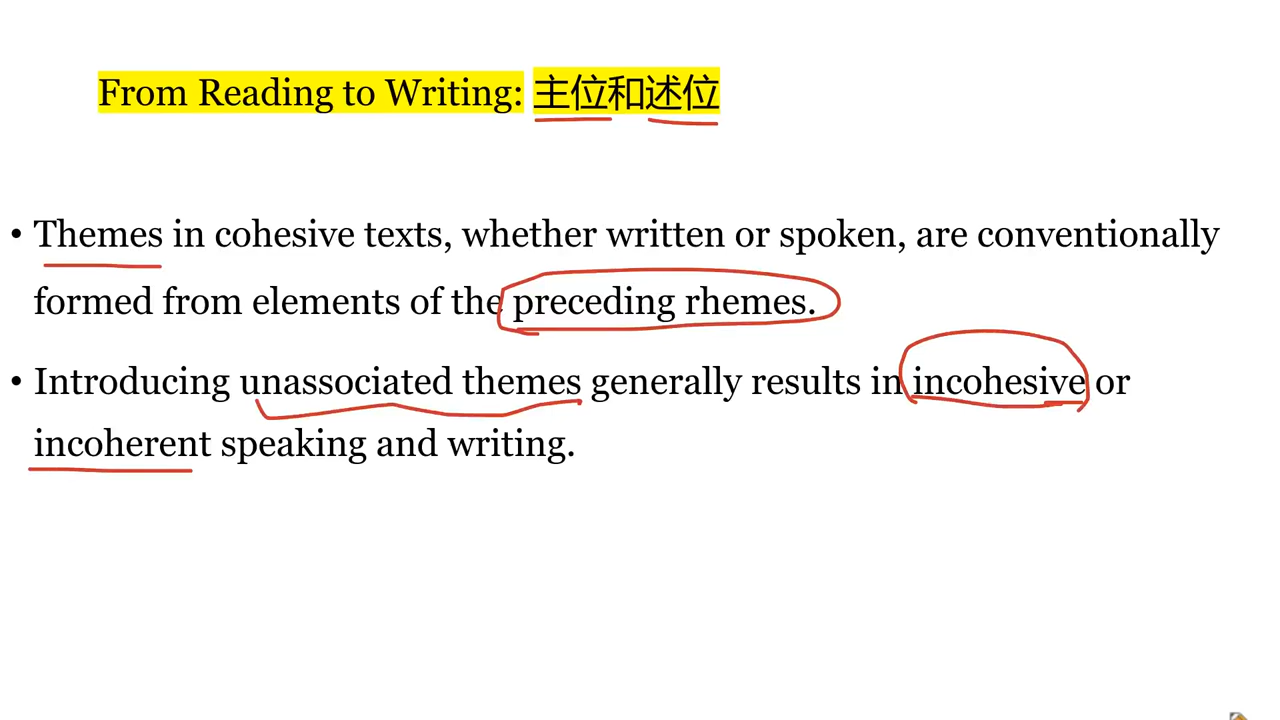 From Reading to Writing: 主位和述位
• Themes in cohesive texts, whether written or spoken, are conventionally
formed from elements of the preceding rhemes.
• Introducing unassociated themes generally results in incohesive or
incoherent speaking and writing.